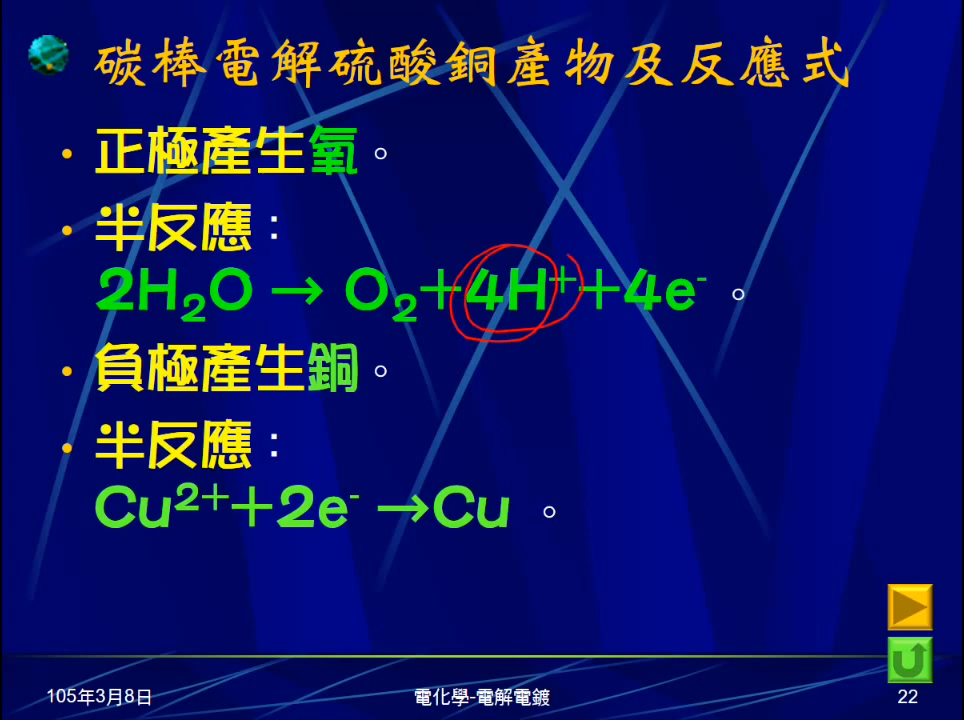 碳棒電解硫酸銅產物及反應式
• 正極產生氧。
• 半反應：
2H₂O → O₂+4H⁺+4e⁻。
• 負極產生銅。
• 半反應：
Cu²⁺+2e⁻ →Cu 。
105年3月8日
電化學-電解電鍍
22